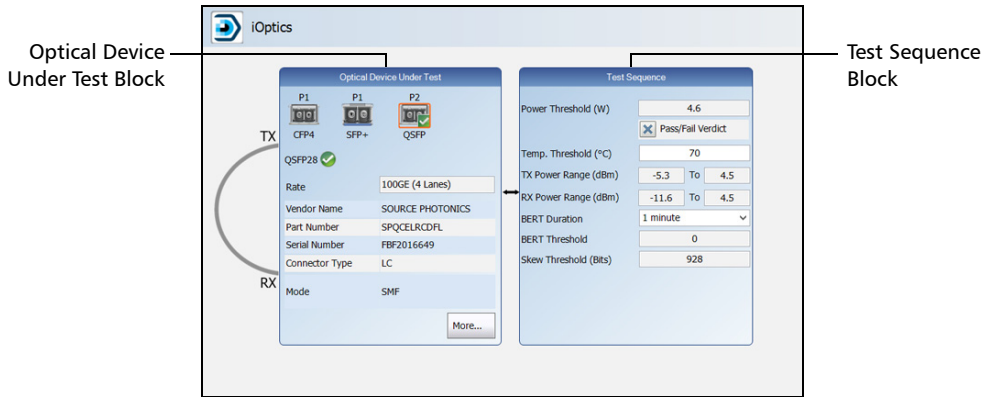 iOptics
Optical Device
Under Test Block
Test Sequence
Block
Optical Device Under Test
P1 P1 P2
CFP4 SFP+ QSFP
TX
QSFP28
Rate 100GE (4 Lanes)
Vendor Name SOURCE PHOTONICS
Part Number SPQCELRCDFL
Serial Number FBF2016649
Connector Type LC
RX
Mode SMF
More...
Test Sequence
Power Threshold (W) 4.6
Pass/Fail Verdict
Temp. Threshold (°C) 70
TX Power Range (dBm) -5.3 To 4.5
RX Power Range (dBm) -11.6 To 4.5
BERT Duration 1 minute
BERT Threshold 0
Skew Threshold (Bits) 928